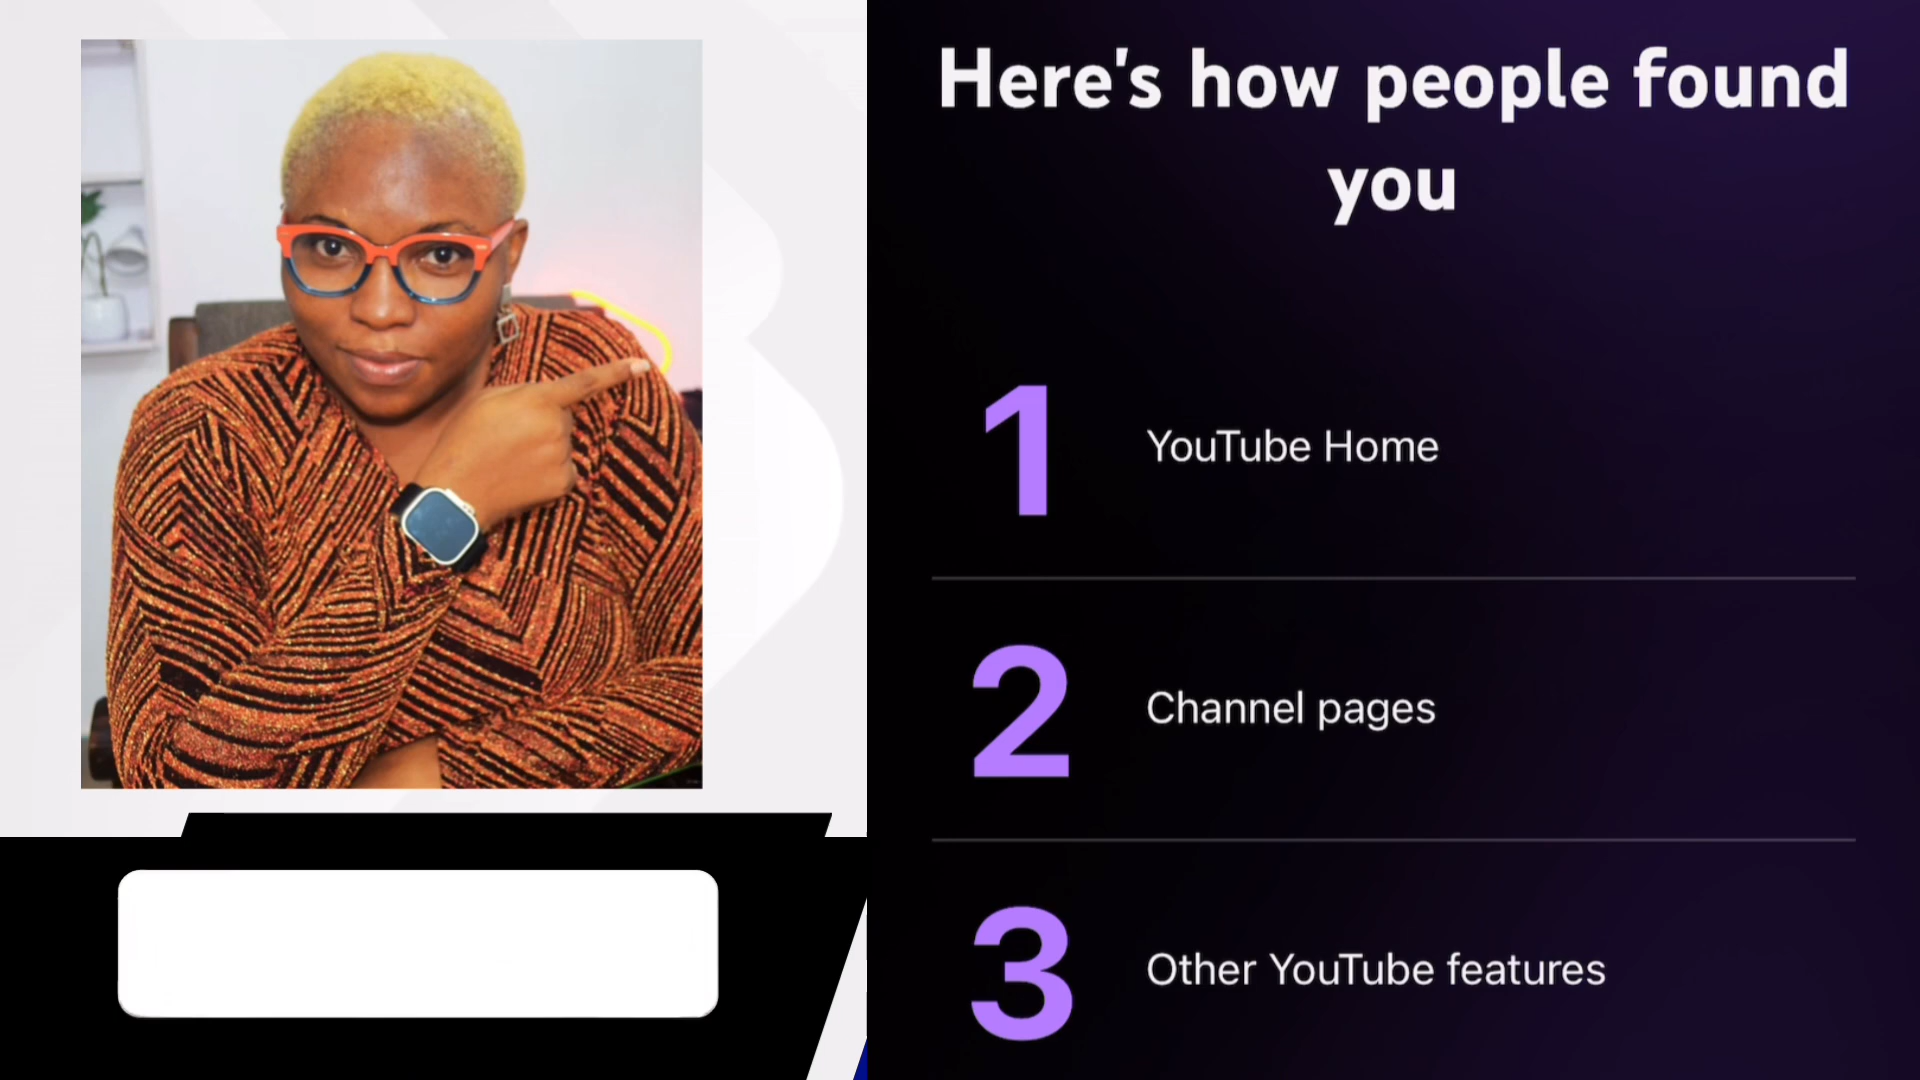 Here's how people found
you
1
YouTube Home
2
Channel pages
3
Other YouTube features